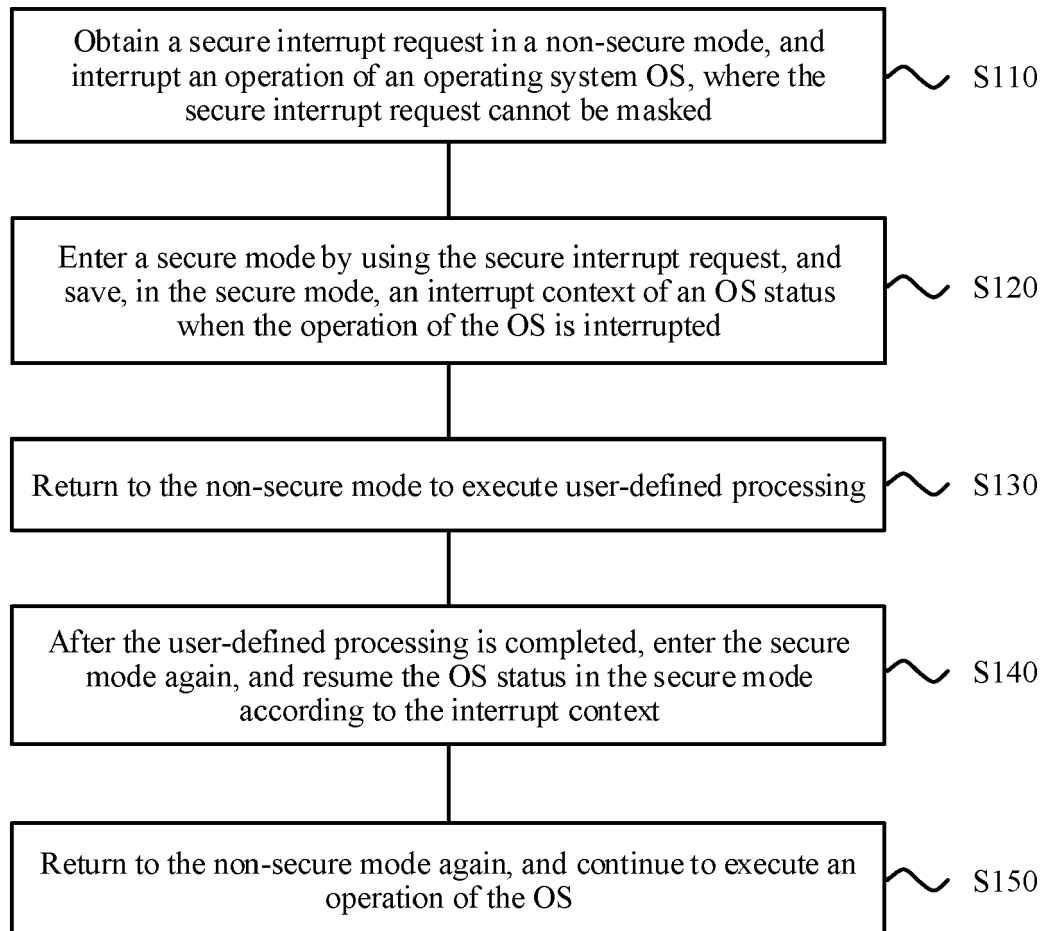 Obtain a secure interrupt request in a non-secure mode, and
interrupt an operation of an operating system OS, where the
secure interrupt request cannot be masked
S110
Enter a secure mode by using the secure interrupt request, and
save, in the secure mode, an interrupt context of an OS status
when the operation of the OS is interrupted
S120
Return to the non-secure mode to execute user-defined processing
S130
After the user-defined processing is completed, enter the secure
mode again, and resume the OS status in the secure mode
according to the interrupt context
S140
Return to the non-secure mode again, and continue to execute an
operation of the OS
S150